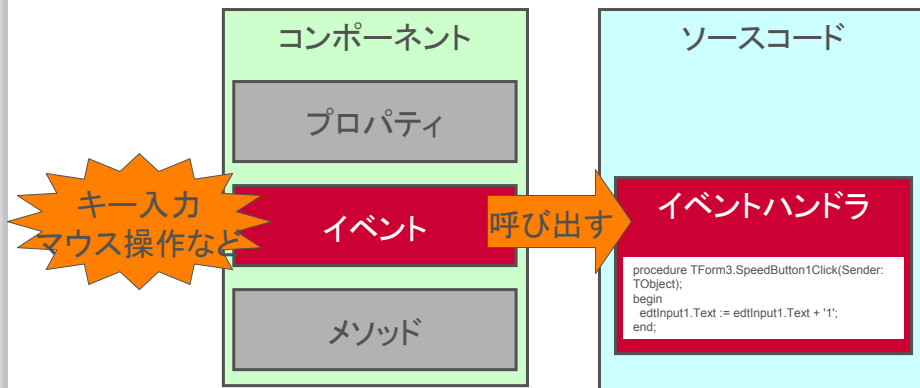 コンポーネント
プロパティ
キー入力
マウス操作など
イベント
呼び出す
メソッド
ソースコード
イベントハンドラ
procedure TForm3.SpeedButton1Click(Sender:
TObject);
begin
edtInput1.Text := edtInput1.Text + '1';
end;